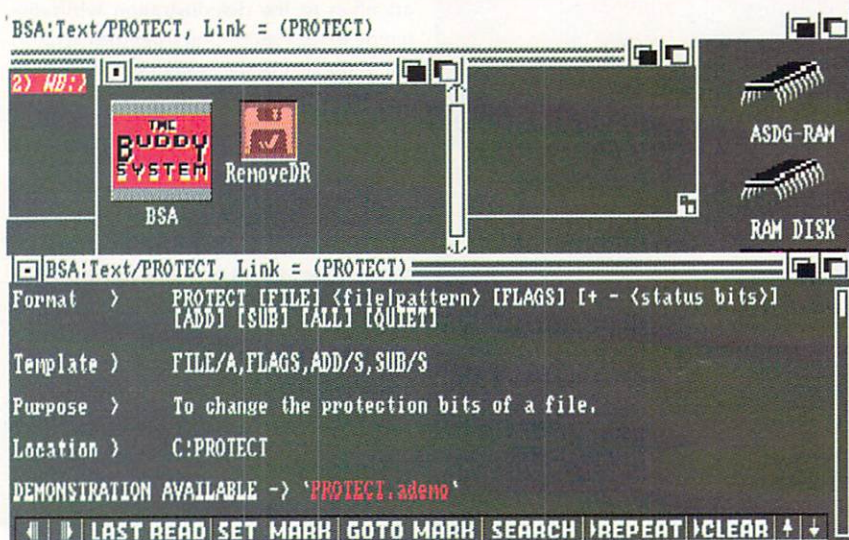 BSA:Text/PROTECT, Link = (PROTECT)
2> WB:>
THE
BUDDY
SYSTEM
BSA
RemoveDR
ASDG-RAM
RAM DISK
BSA:Text/PROTECT, Link = (PROTECT)
Format > PROTECT [FILE] <file|pattern> [FLAGS] [+ - <status bits>]
[ADD] [SUB] [ALL] [QUIET]
Template > FILE/A,FLAGS,ADD/S,SUB/S
Purpose > To change the protection bits of a file.
Location > C:PROTECT
DEMONSTRATION AVAILABLE -> 'PROTECT.ademo'
LAST READ SET MARK GOTO MARK SEARCH >REPEAT >CLEAR